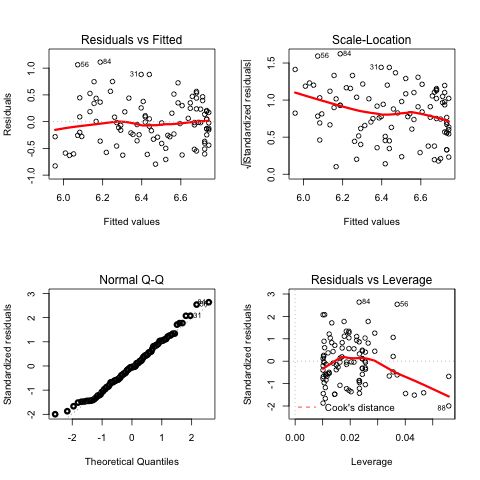 Residuals vs Fitted
Residuals
-1.0 -0.5 0.0 0.5 1.0
56 84 31
6.0 6.2 6.4 6.6
Fitted values
Scale-Location
√|Standardized residuals|
0.0 0.5 1.0 1.5
56 84 31
6.0 6.2 6.4 6.6
Fitted values
Normal Q-Q
Standardized residuals
-2 -1 0 1 2 3
31
-2 -1 0 1 2
Theoretical Quantiles
Residuals vs Leverage
Standardized residuals
-2 -1 0 1 2 3
84 56
88
Cook's distance
0.00 0.02 0.04
Leverage